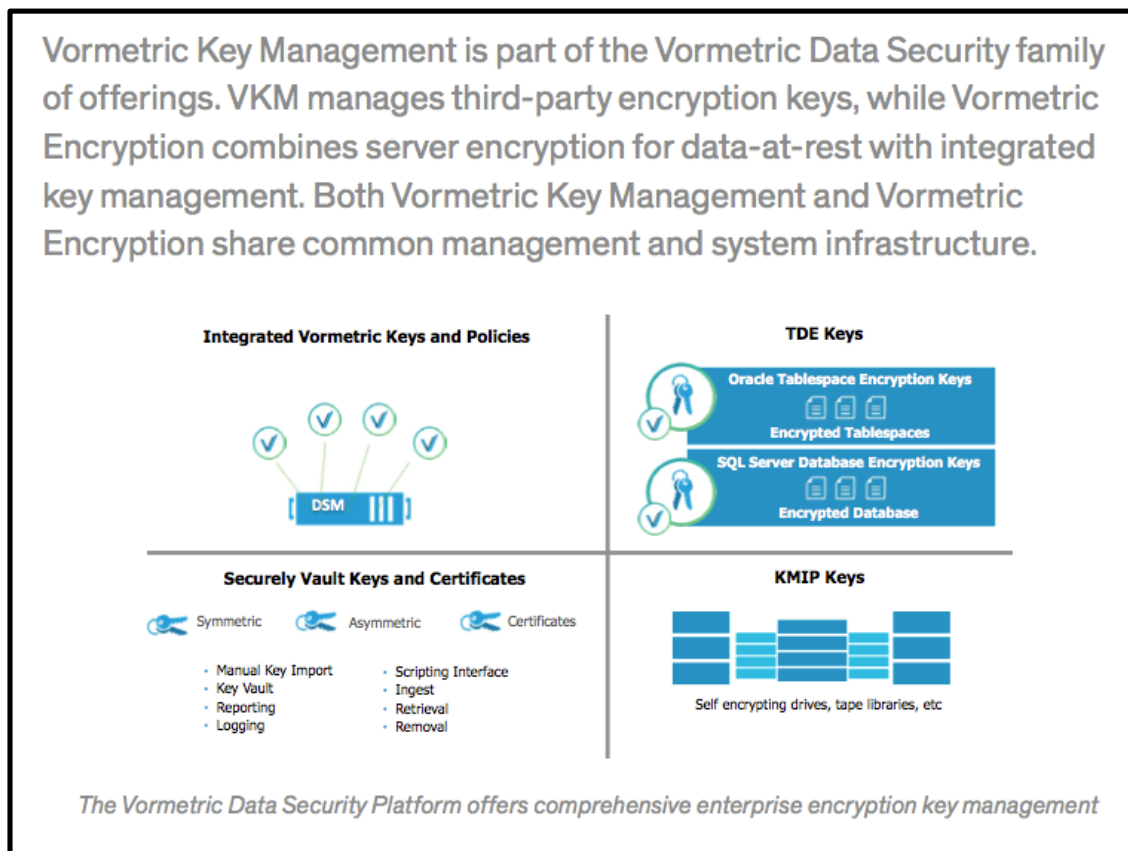 Vormetric Key Management is part of the Vormetric Data Security family
of offerings. VKM manages third-party encryption keys, while Vormetric
Encryption combines server encryption for data-at-rest with integrated
key management. Both Vormetric Key Management and Vormetric
Encryption share common management and system infrastructure.
Integrated Vormetric Keys and Policies
DSM
TDE Keys
Oracle Tablespace Encryption Keys
Encrypted Tablespaces
SQL Server Database Encryption Keys
Encrypted Database
Securely Vault Keys and Certificates
Symmetric
Asymmetric
Certificates
• Manual Key Import
• Key Vault
• Reporting
• Logging
• Scripting Interface
• Ingest
• Retrieval
• Removal
KMIP Keys
Self encrypting drives, tape libraries, etc
The Vormetric Data Security Platform offers comprehensive enterprise encryption key management